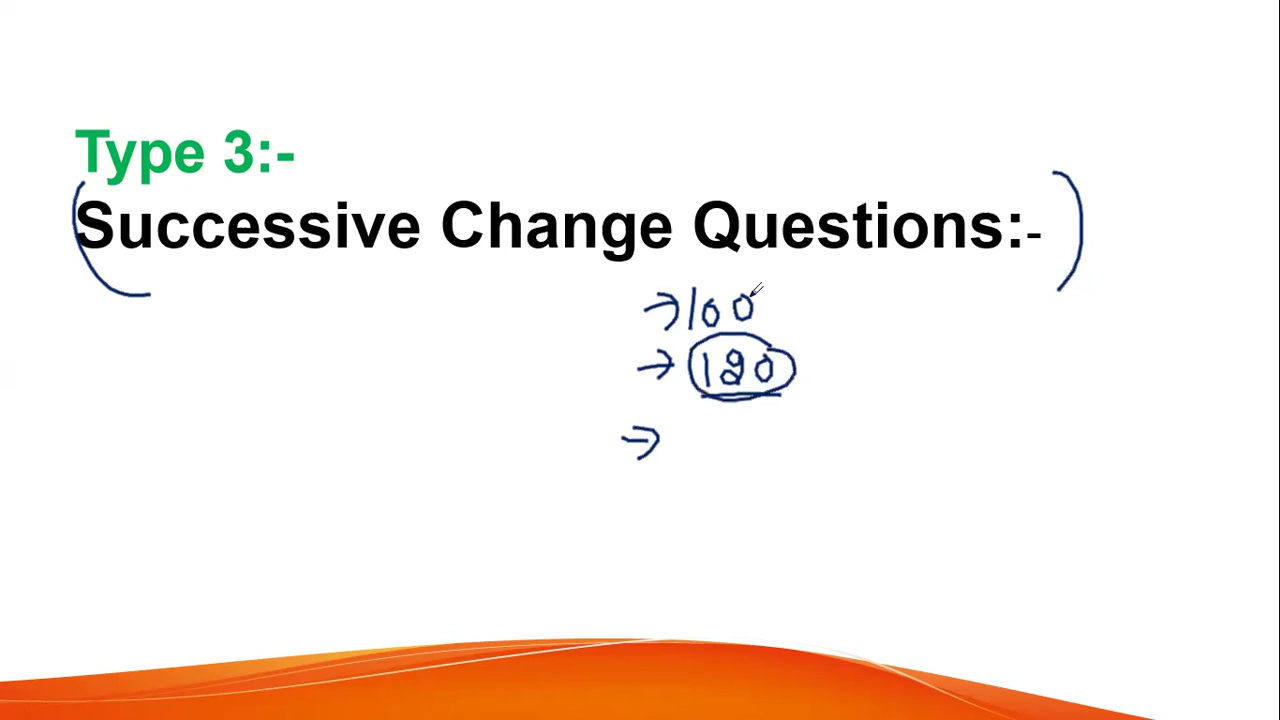 Type 3:-
(Successive Change Questions:-)
→100
→120
→